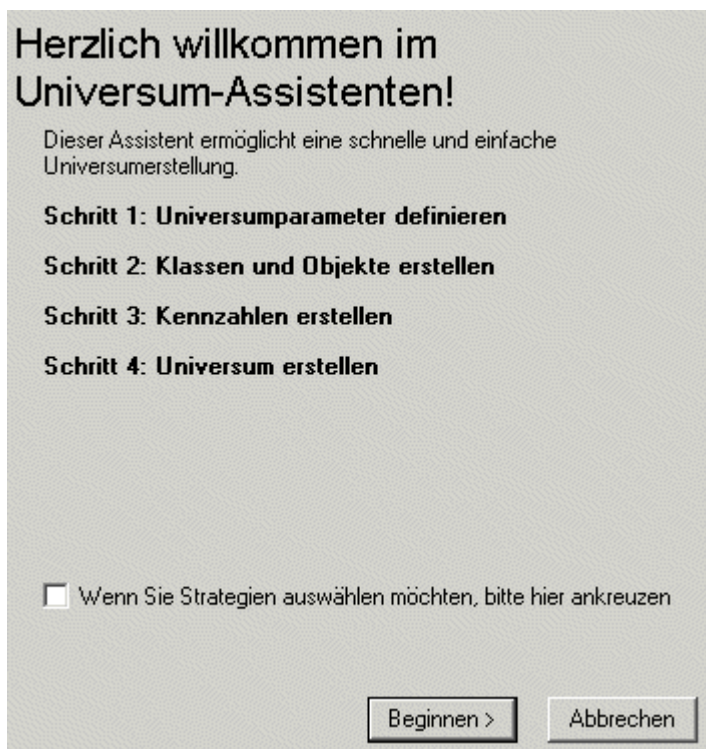 Herzlich willkommen im
Universum-Assistenten!
Dieser Assistent ermöglicht eine schnelle und einfache
Universumerstellung.
Schritt 1: Universumparameter definieren
Schritt 2: Klassen und Objekte erstellen
Schritt 3: Kennzahlen erstellen
Schritt 4: Universum erstellen
Wenn Sie Strategien auswählen möchten, bitte hier ankreuzen
Beginnen > Abbrechen